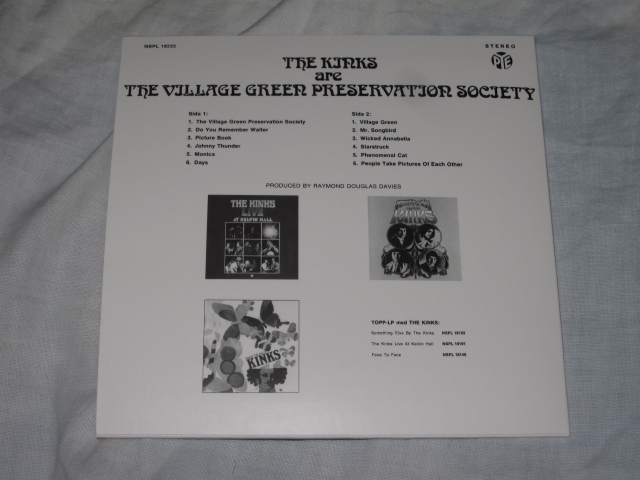 NSPL 18233
STEREO
PYE
THE KINKS
are
THE VILLAGE GREEN PRESERVATION SOCIETY
Side 1:
1. The Village Green Preservation Society
2. Do You Remember Walter
3. Picture Book
4. Johnny Thunder
5. Monica
6. Days
Side 2:
1. Village Green
2. Mr. Songbird
3. Wicked Annabella
4. Starstruck
5. Phenomenal Cat
6. People Take Pictures Of Each Other
PRODUCED BY RAYMOND DOUGLAS DAVIES
THE KINKS
LIVE
AT KELVIN HALL
KINKS
KINKS
TOPP-LP med THE KINKS:
Something Else By The Kinks NSPL 18193
The Kinks Live At Kelvin Hall NSPL 18191
Face To Face NSPL 18149